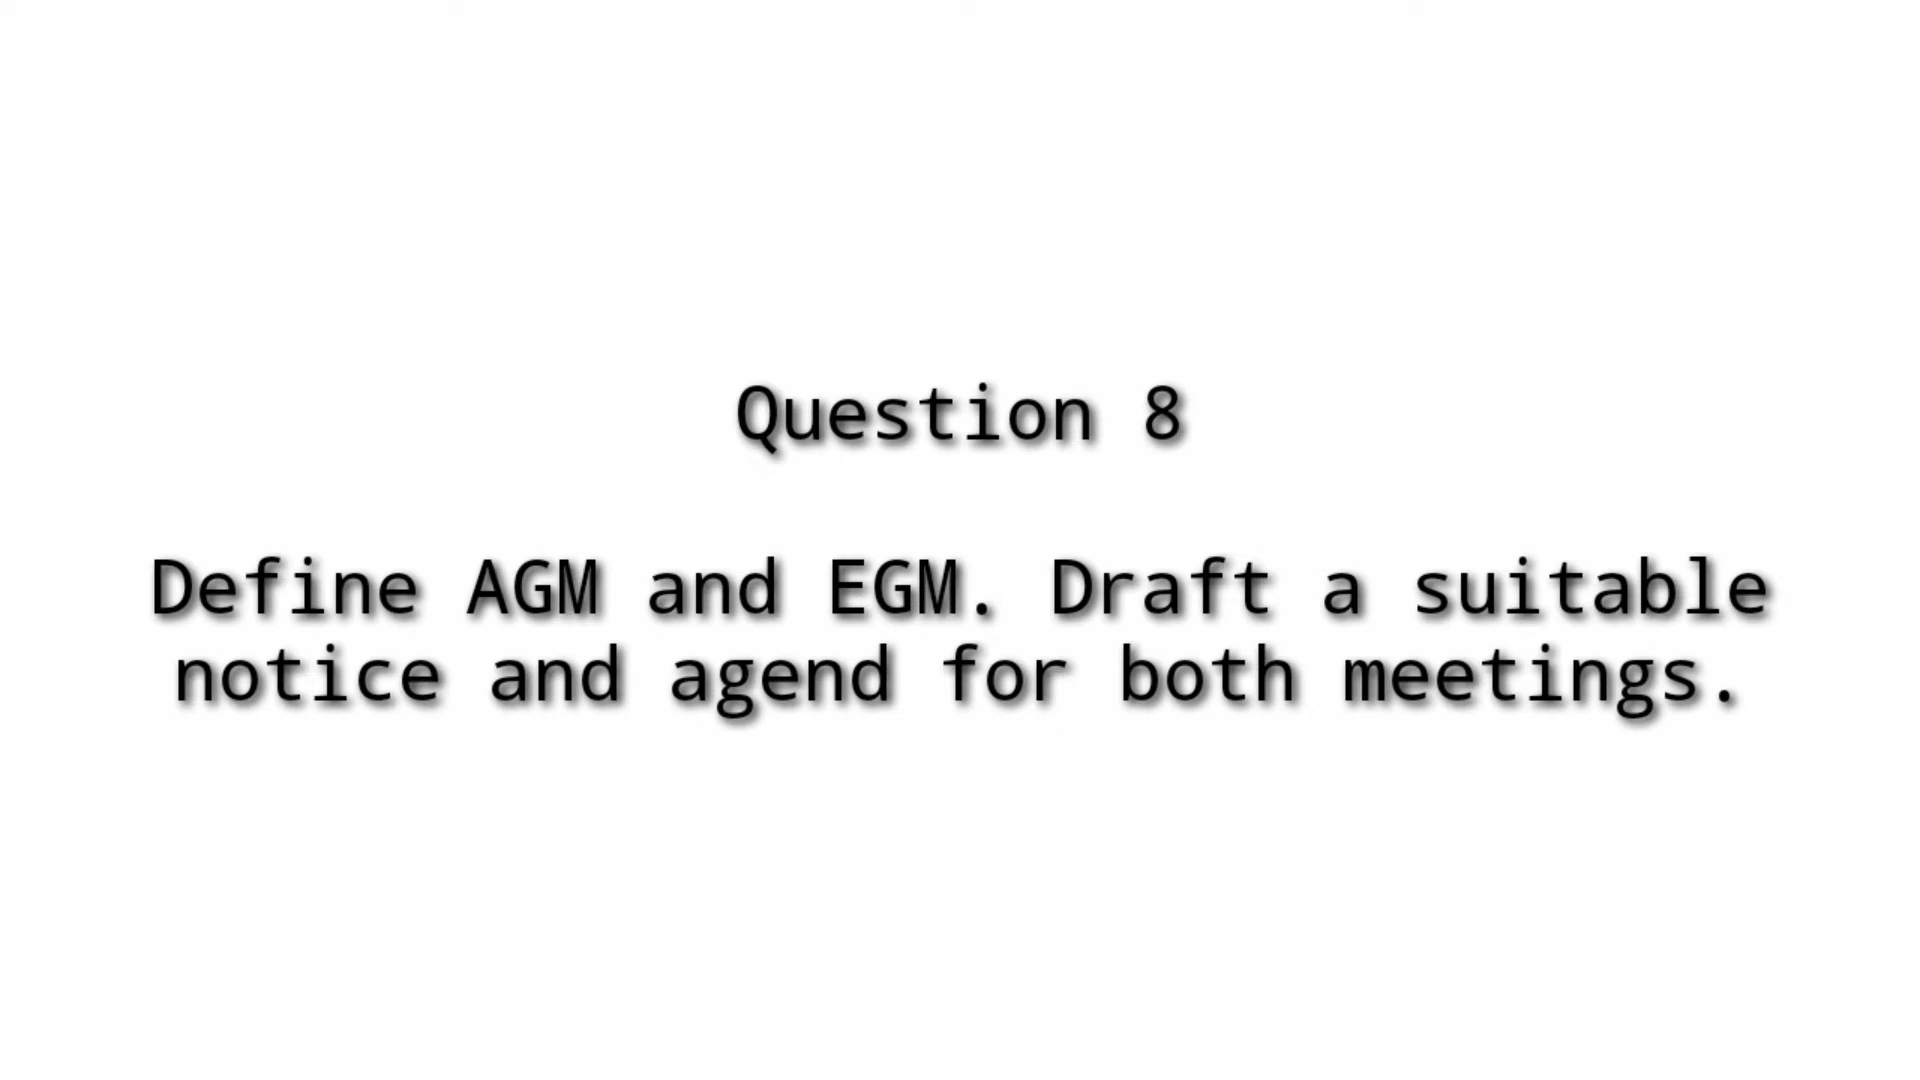 Question 8
Define AGM and EGM. Draft a suitable
notice and agend for both meetings.